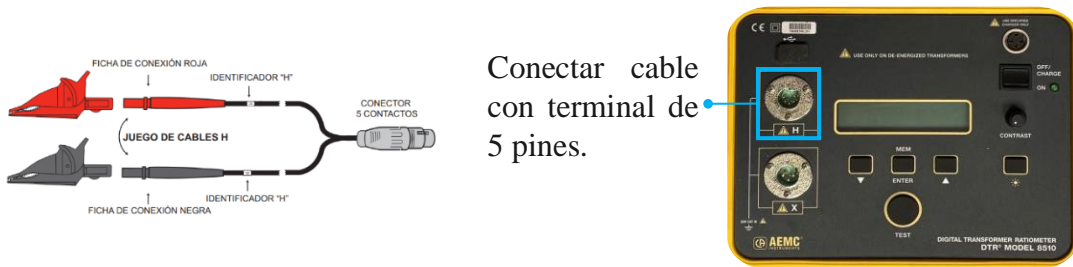 FICHA DE CONEXIÓN ROJA
IDENTIFICADOR "H"
JUEGO DE CABLES H
CONECTOR
5 CONTACTOS
IDENTIFICADOR "H"
FICHA DE CONEXIÓN NEGRA
Conectar cable
con terminal de
5 pines.
CE
USE ONLY ON DE-ENERGIZED TRANSFORMERS
OFF/
CHARGE
ON
CONTRAST
H
MEM
ENTER
X
TEST
AEMC
INSTRUMENTS
DIGITAL TRANSFORMER RATIOMETER
DTR® MODEL 8510